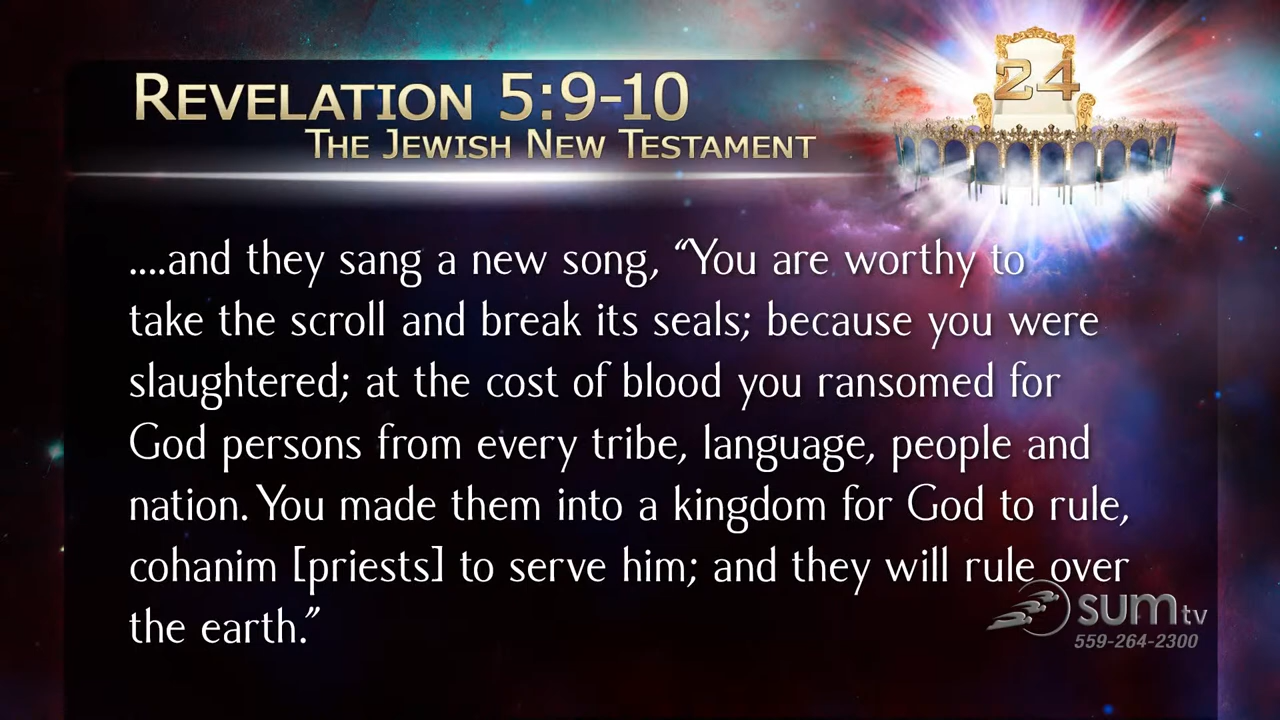 REVELATION 5:9-10
THE JEWISH NEW TESTAMENT
24
....and they sang a new song, “You are worthy to
take the scroll and break its seals; because you were
slaughtered; at the cost of blood you ransomed for
God persons from every tribe, language, people and
nation. You made them into a kingdom for God to rule,
cohanim [priests] to serve him; and they will rule over
the earth.”
sumtv
559-264-2300